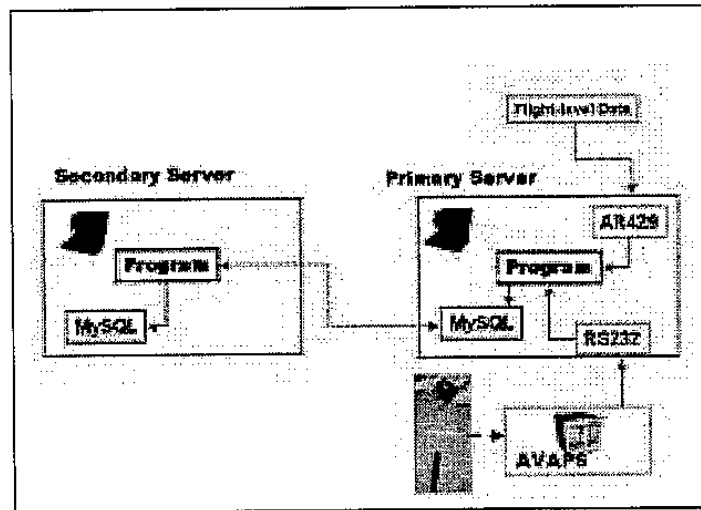 Flight-level Data
Secondary Server
Primary Server
AR429
Program
Program
MySQL
MySQL
RS232
AVAPS